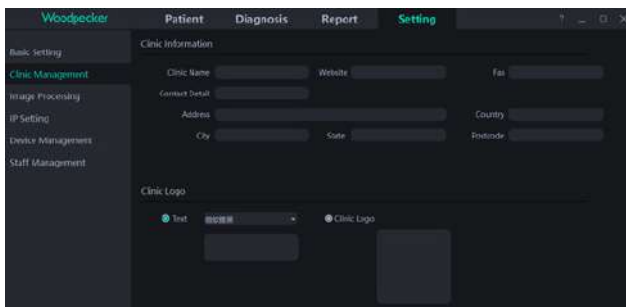 Woodpecker Patient Diagnosis Report Setting ?
Basic Setting
Clinic Management
Image Processing
IP Setting
Device Management
Staff Management
Clinic Information
Clinic Name Website Fax
Contact Detail
Address Country
City State Postcode
Clinic Logo
Text Clinic Logo